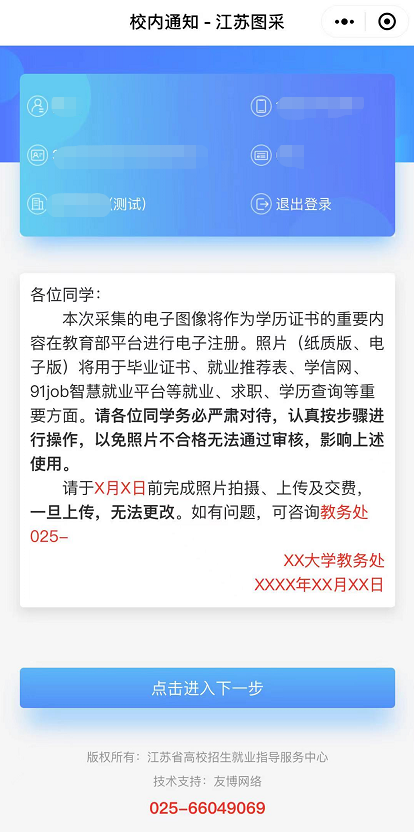 校内通知 - 江苏图采
(测试)
退出登录
各位同学：
本次采集的电子图像将作为学历证书的重要内
容在教育部平台进行电子注册。照片（纸质版、电
子版）将用于毕业证书、就业推荐表、学信网、
91job智慧就业平台等就业、求职、学历查询等重
要方面。请各位同学务必严肃对待，认真按步骤进
行操作，以免照片不合格无法通过审核，影响上述
使用。
请于X月X日前完成照片拍摄、上传及交费，
一旦上传，无法更改。如有问题，可咨询教务处
025-
XX大学教务处
XXXX年XX月XX日
点击进入下一步
版权所有：江苏省高校招生就业指导服务中心
技术支持：友博网络
025-66049069